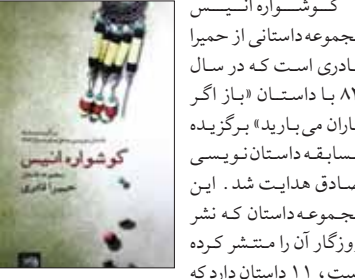 گوشواره انیس
مجموعه داستانی از حمیرا
قادری است که در سال
با داستان «باز اگر
باران می‌بارید» برگزیده
مسابقه داستان‌نویسی
صادق هدایت شد. این
مجموعه داستان که نشر
روزگار آن را منتشر کرده
است، ۱۱ داستان دارد که
گوشواره انیس
مجموعه داستان
حمیرا قادری